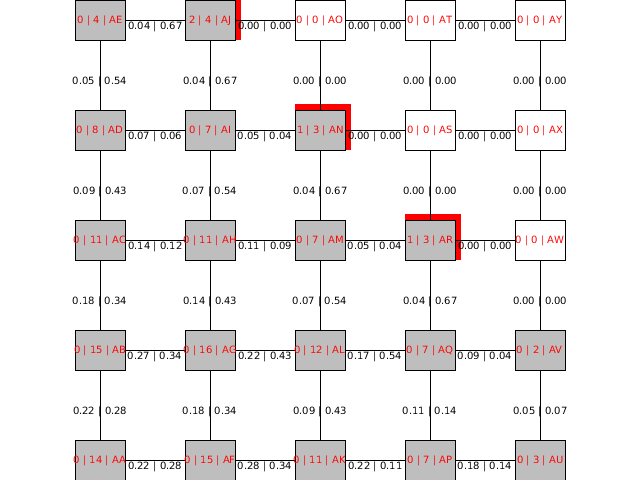 0 | 4 | AE 0.04 | 0.67 2 | 4 | AJ 0.00 | 0.00 0 | 0 | AO 0.00 | 0.00 0 | 0 | AT 0.00 | 0.00 0 | 0 | AY
0.05 | 0.54 0.04 | 0.67 0.00 | 0.00 0.00 | 0.00 0.00 | 0.00
0 | 8 | AD 0.07 | 0.06 0 | 7 | AI 0.05 | 0.04 1 | 3 | AN 0.00 | 0.00 0 | 0 | AS 0.00 | 0.00 0 | 0 | AX
0.09 | 0.43 0.07 | 0.54 0.04 | 0.67 0.00 | 0.00 0.00 | 0.00
0 | 11 | AC 0.14 | 0.12 0 | 11 | AH 0.11 | 0.09 0 | 7 | AM 0.05 | 0.04 1 | 3 | AR 0.00 | 0.00 0 | 0 | AW
0.18 | 0.34 0.14 | 0.43 0.07 | 0.54 0.04 | 0.67 0.00 | 0.00
0 | 15 | AB 0.27 | 0.34 0 | 16 | AG 0.22 | 0.43 0 | 12 | AL 0.17 | 0.54 0 | 7 | AQ 0.09 | 0.04 0 | 2 | AV
0.22 | 0.28 0.18 | 0.34 0.09 | 0.43 0.11 | 0.14 0.05 | 0.07
0 | 14 | AA 0.22 | 0.28 0 | 15 | AF 0.28 | 0.34 0 | 11 | AK 0.22 | 0.11 0 | 7 | AP 0.18 | 0.14 0 | 3 | AU